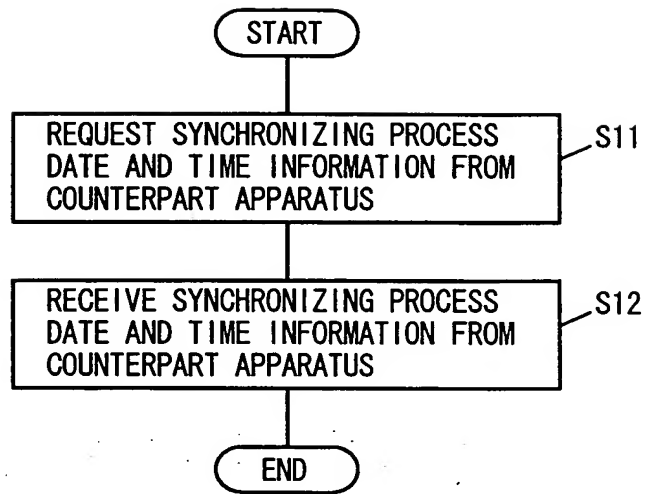 START
REQUEST SYNCHRONIZING PROCESS
DATE AND TIME INFORMATION FROM
COUNTERPART APPARATUS
S11
RECEIVE SYNCHRONIZING PROCESS
DATE AND TIME INFORMATION FROM
COUNTERPART APPARATUS
S12
END